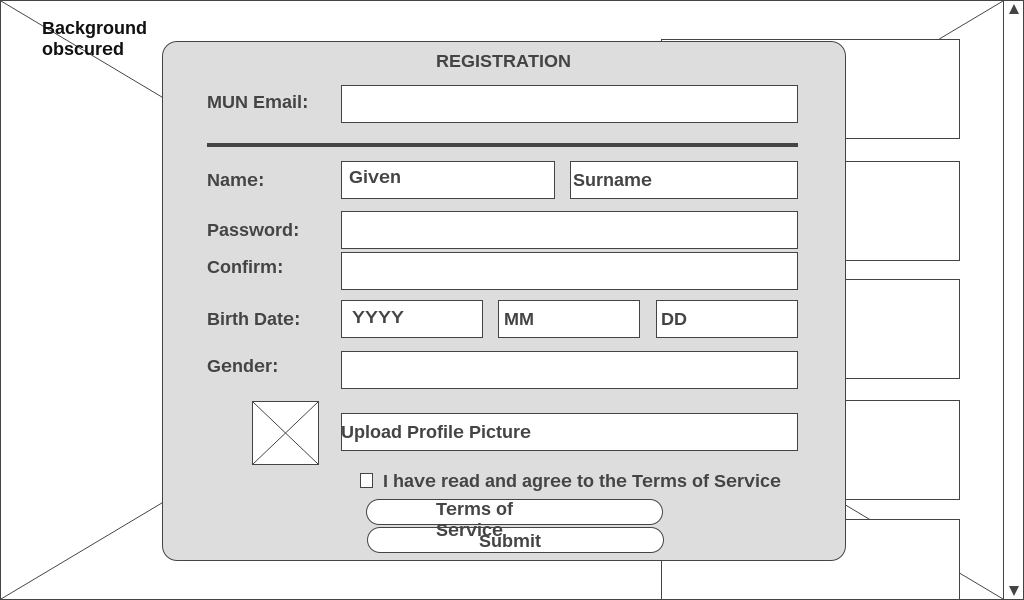 Background
obscured
REGISTRATION
MUN Email:
Name:
Given
Surname
Password:
Confirm:
Birth Date:
YYYY
MM
DD
Gender:
Upload Profile Picture
I have read and agree to the Terms of Service
Terms of
Service
Submit